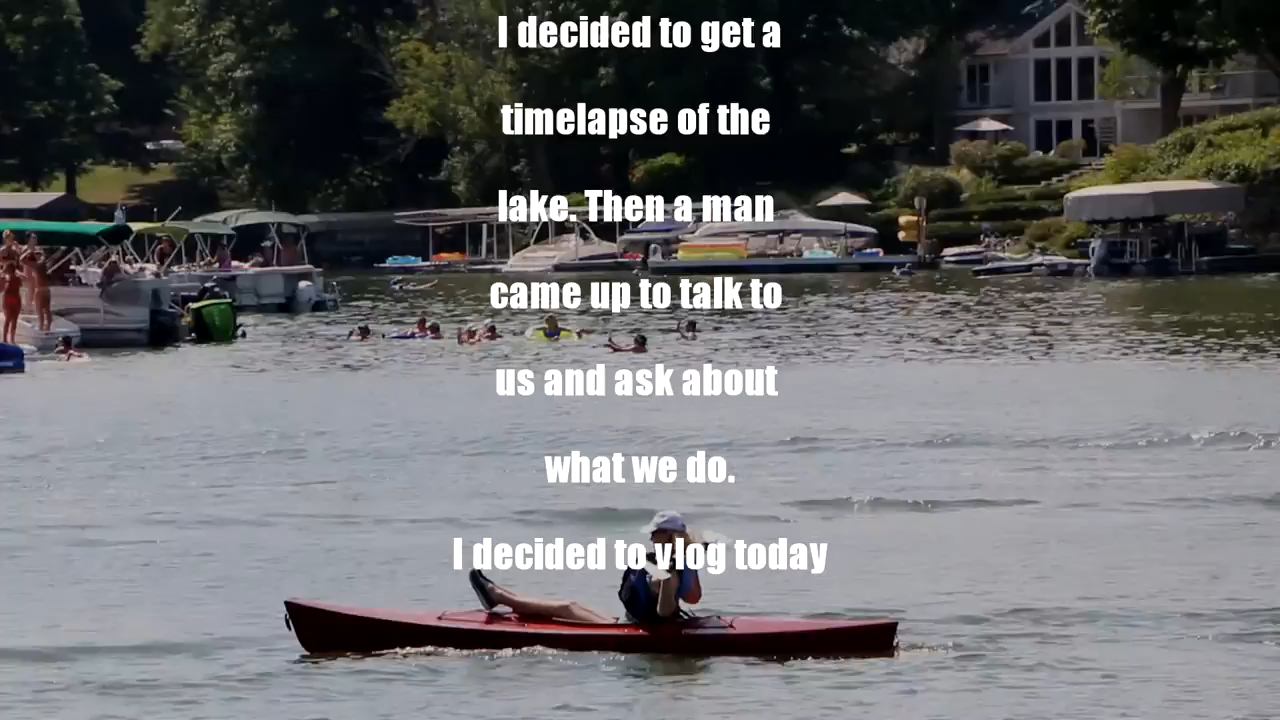 I decided to get a
timelapse of the
lake. Then a man
came up to talk to
us and ask about
what we do.
I decided to vlog today